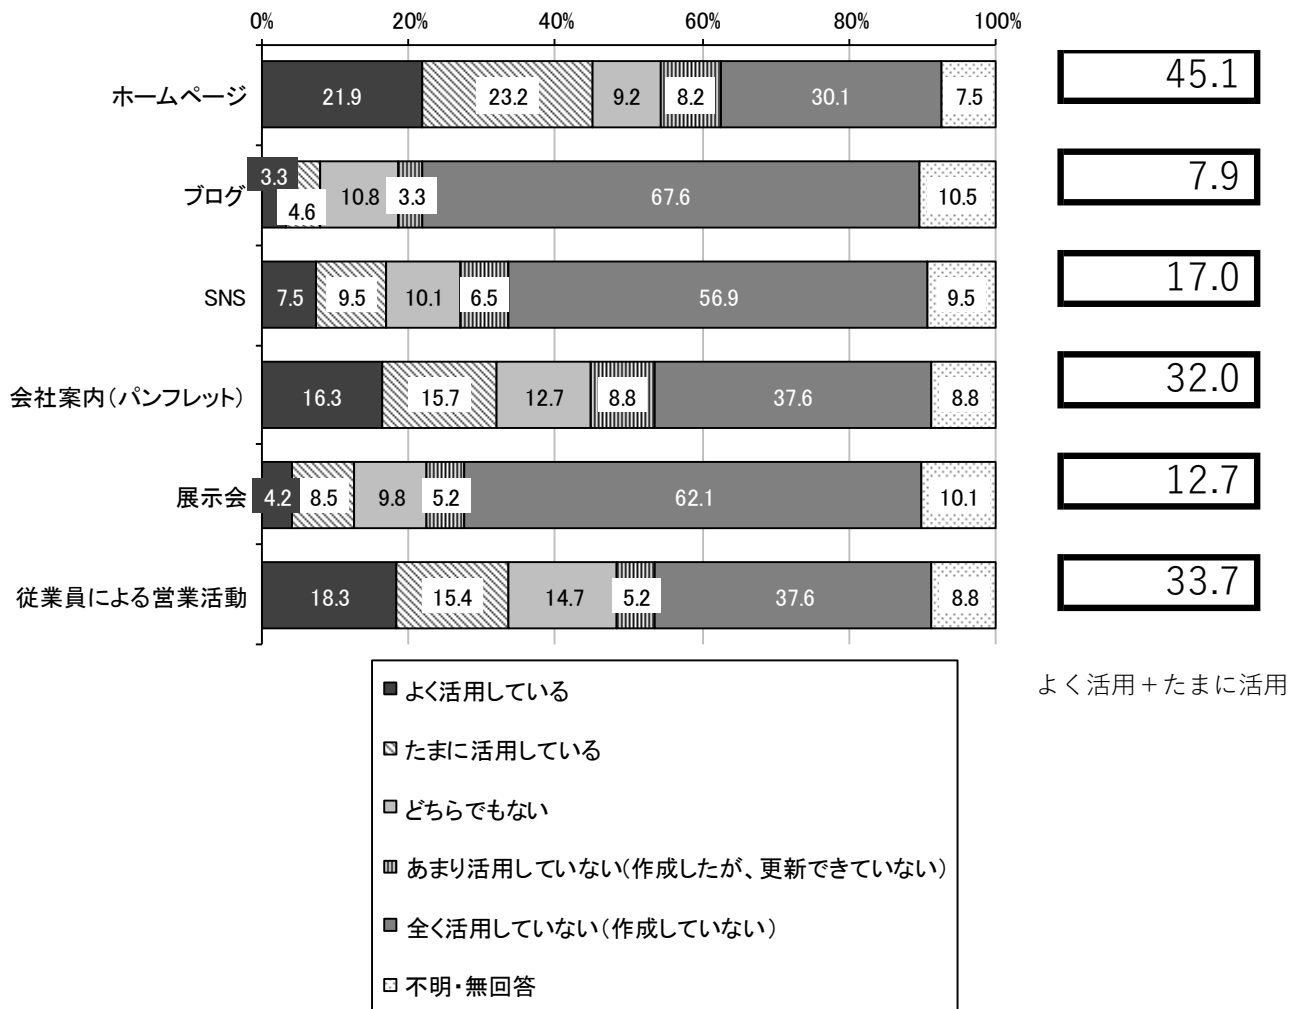 0% 20% 40% 60% 80% 100%
ホームページ 21.9 23.2 9.2 8.2 30.1 7.5 45.1
ブログ 3.3 4.6 10.8 3.3 67.6 10.5 7.9
SNS 7.5 9.5 10.1 6.5 56.9 9.5 17.0
会社案内(パンフレット) 16.3 15.7 12.7 8.8 37.6 8.8 32.0
展示会 4.2 8.5 9.8 5.2 62.1 10.1 12.7
従業員による営業活動 18.3 15.4 14.7 5.2 37.6 8.8 33.7
よく活用+たまに活用
よく活用している
たまに活用している
どちらでもない
あまり活用していない(作成したが、更新できていない)
全く活用していない(作成していない)
不明・無回答